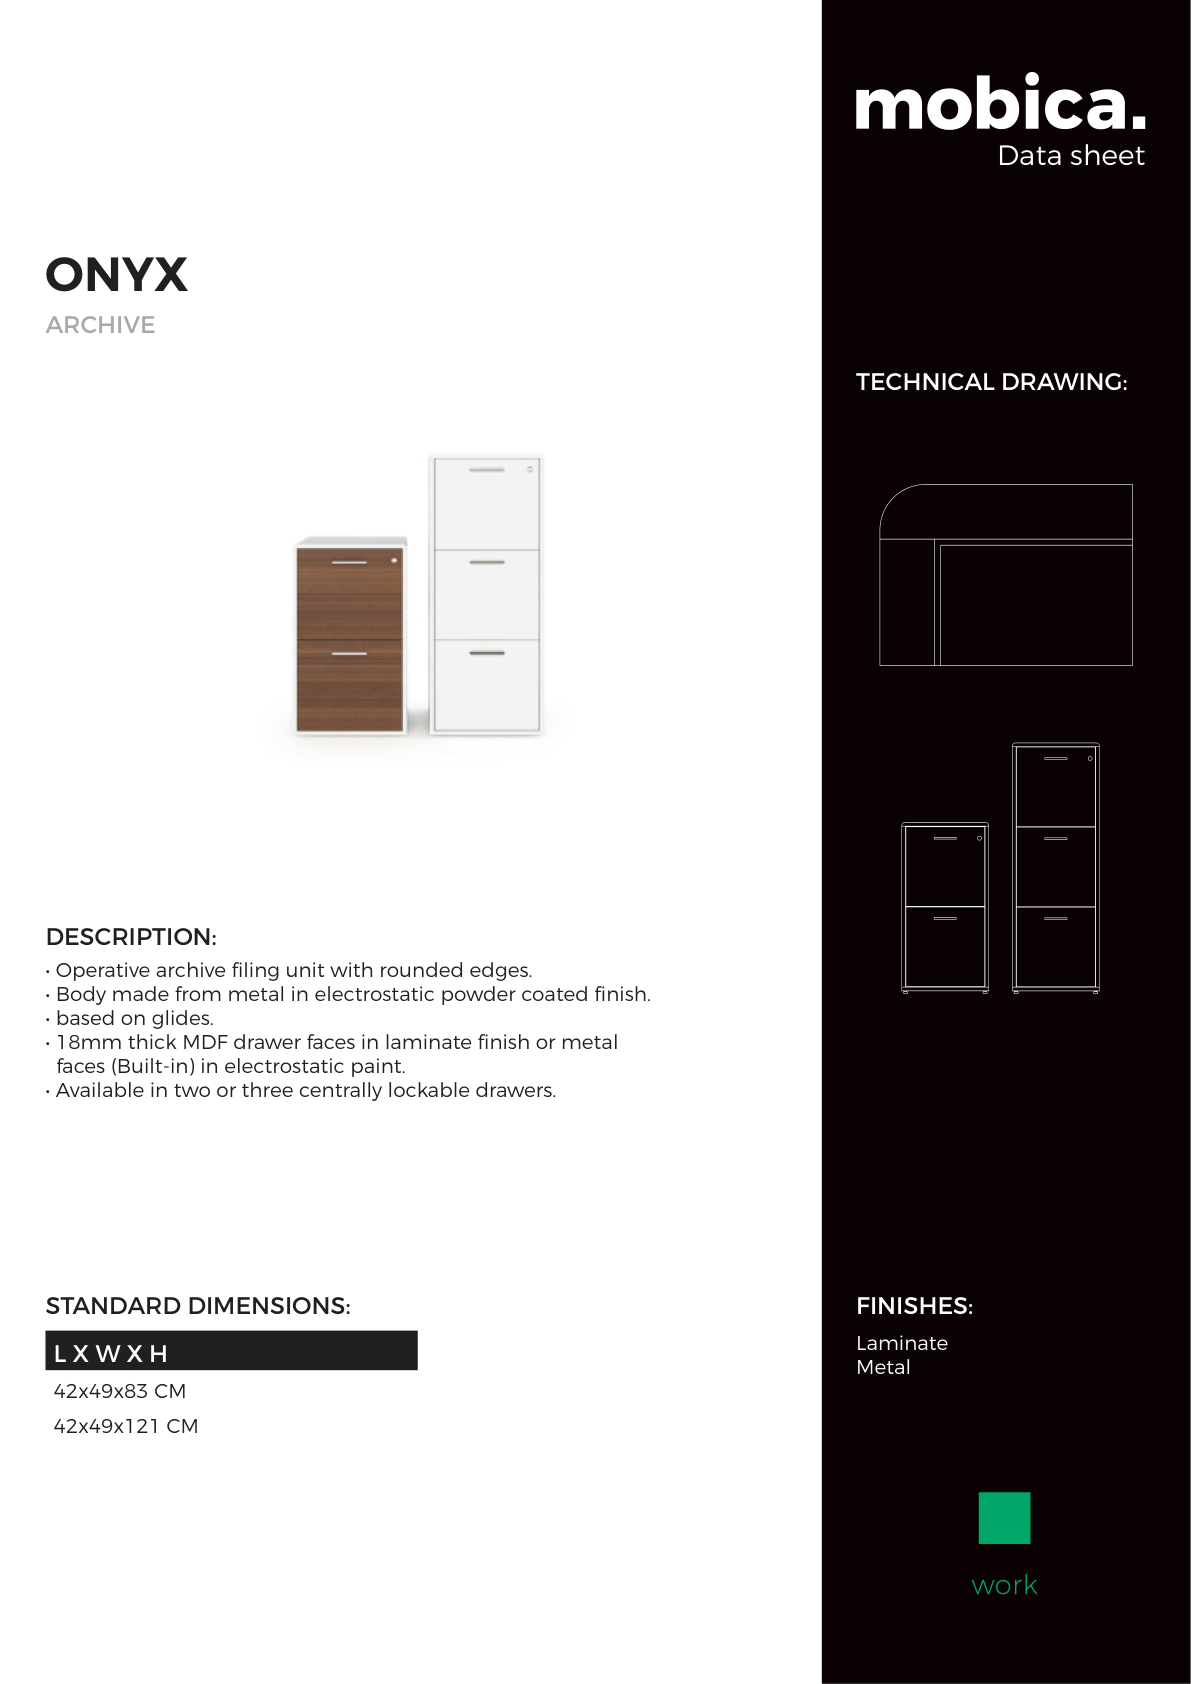 mobica.
Data sheet
ONYX
ARCHIVE
TECHNICAL DRAWING:
DESCRIPTION:
• Operative archive filing unit with rounded edges.
• Body made from metal in electrostatic powder coated finish.
• based on glides.
• 18mm thick MDF drawer faces in laminate finish or metal
faces (Built-in) in electrostatic paint.
• Available in two or three centrally lockable drawers.
STANDARD DIMENSIONS:
L X W X H
42x49x83 CM
42x49x121 CM
FINISHES:
Laminate
Metal
work